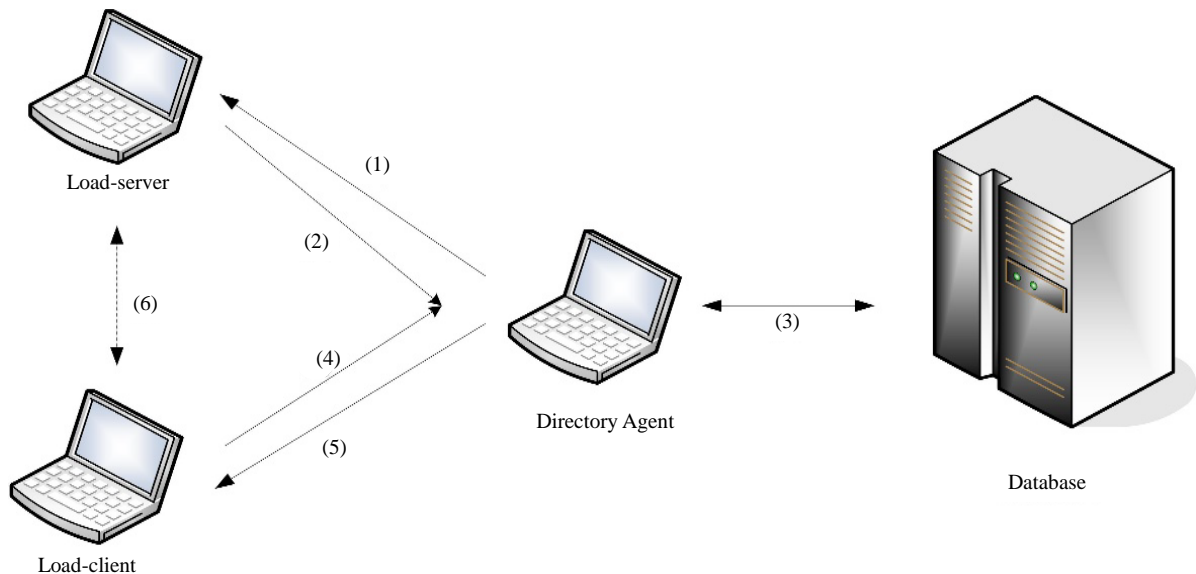 Load-server
(1)
(2)
(6)
(3)
(4)
(5)
Directory Agent
Database
Load-client